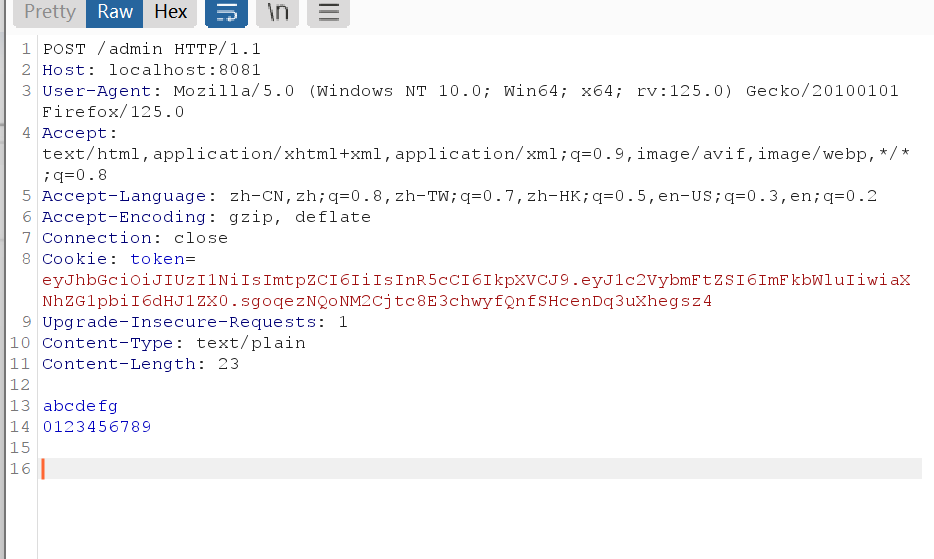 Pretty Raw Hex \n
1 POST /admin HTTP/1.1
2 Host: localhost:8081
3 User-Agent: Mozilla/5.0 (Windows NT 10.0; Win64; x64; rv:125.0) Gecko/20100101
Firefox/125.0
4 Accept:
text/html,application/xhtml+xml,application/xml;q=0.9,image/avif,image/webp,*/*
;q=0.8
5 Accept-Language: zh-CN,zh;q=0.8,zh-TW;q=0.7,zh-HK;q=0.5,en-US;q=0.3,en;q=0.2
6 Accept-Encoding: gzip, deflate
7 Connection: close
8 Cookie: token=
eyJhbGciOiJIUzI1NiIsImtpZCI6IiIsInR5cCI6IkpXVCJ9.eyJ1c2VybmFtZSI6ImFkbWluIiwiaX
NhZG1pbiI6dHJ1ZX0.sgoqezNQoNM2Cjtc8E3chwyfQnfSHcenDq3uXhegsz4
9 Upgrade-Insecure-Requests: 1
10 Content-Type: text/plain
11 Content-Length: 23
12
13 abcdefg
14 0123456789
15
16